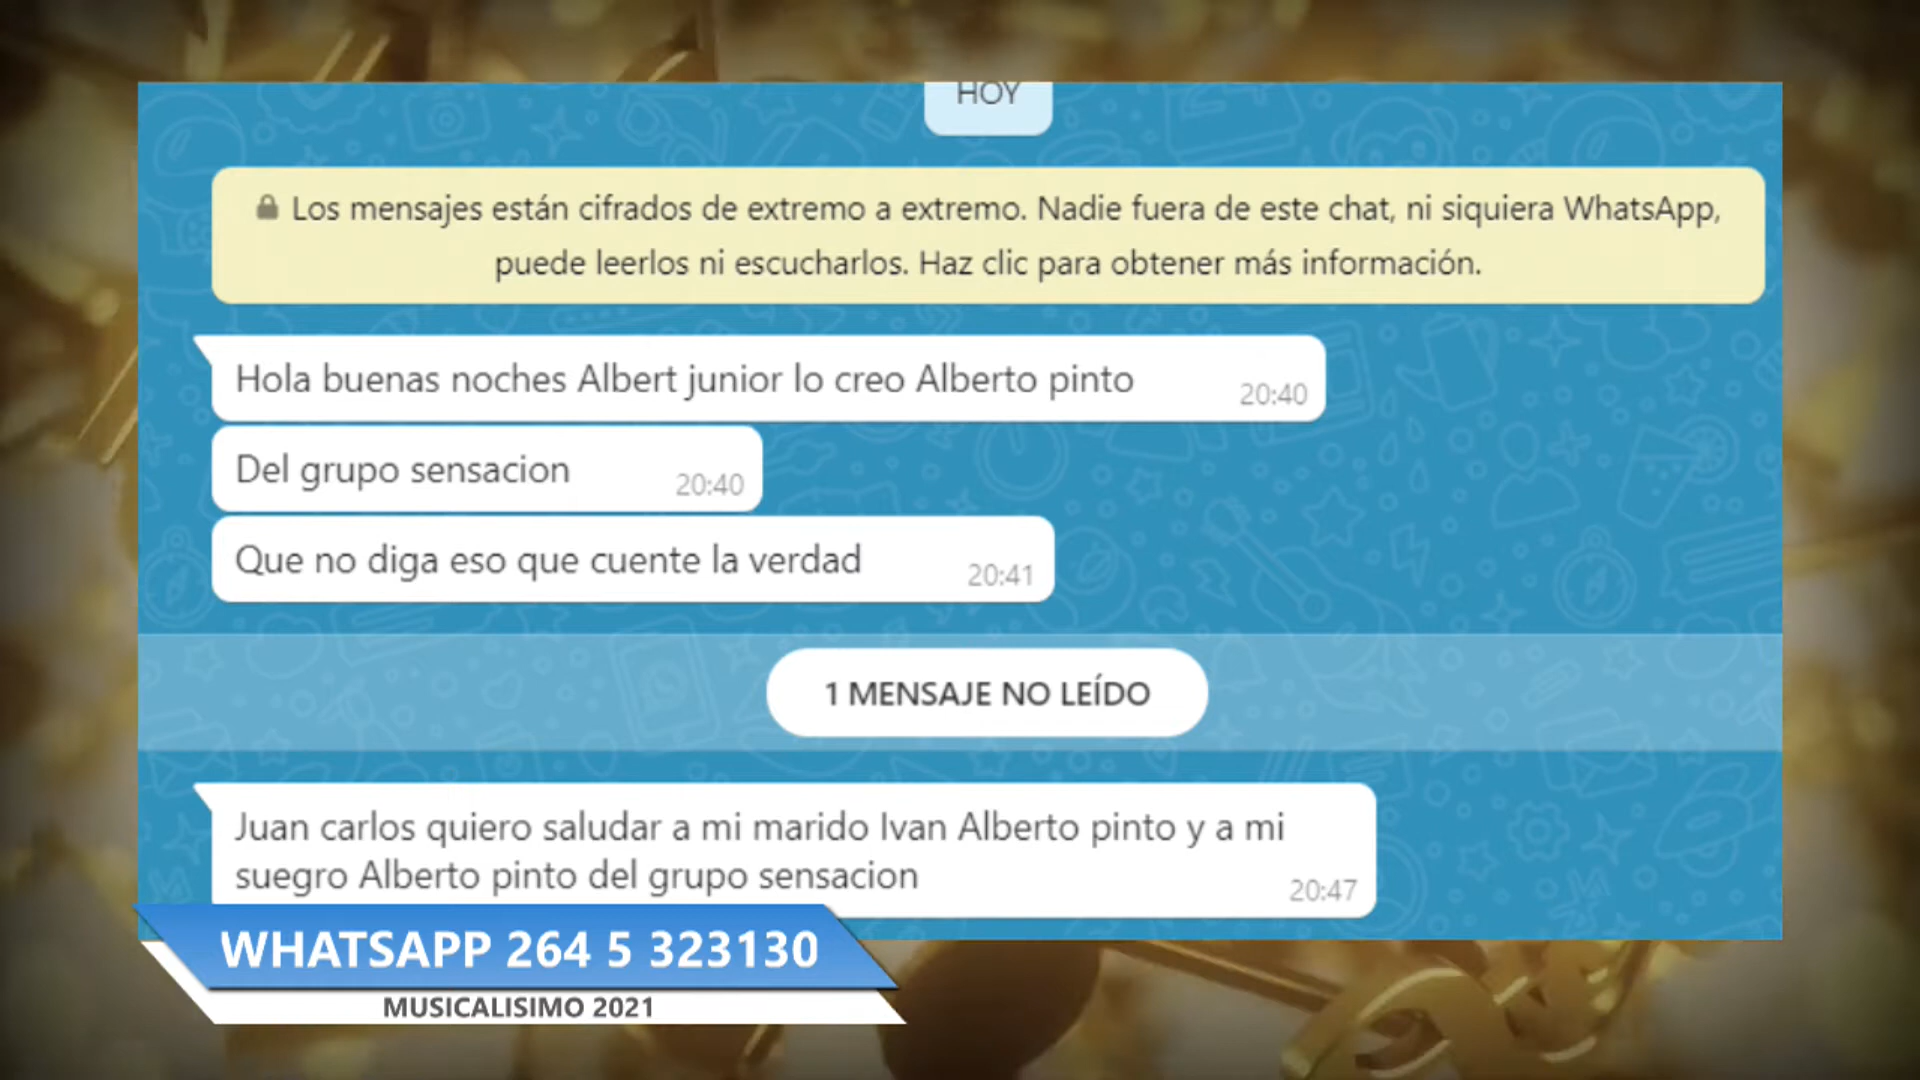 HOY
Los mensajes están cifrados de extremo a extremo. Nadie fuera de este chat, ni siquiera WhatsApp,
puede leerlos ni escucharlos. Haz clic para obtener más información.
Hola buenas noches Albert junior lo creo Alberto pinto
20:40
Del grupo sensacion
20:40
Que no diga eso que cuente la verdad
20:41
1 MENSAJE NO LEÍDO
Juan carlos quiero saludar a mi marido Ivan Alberto pinto y a mi
suegro Alberto pinto del grupo sensacion
20:47
WHATSAPP 264 5 323130
MUSICALISIMO 2021